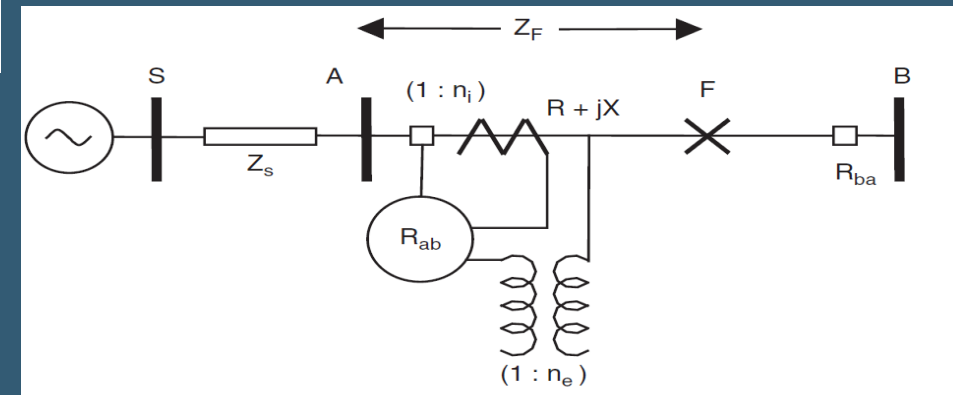 Z_F
S
A
(1 : n_i )
R + jX
F
B
Z_s
R_ba
R_ab
(1 : n_e )